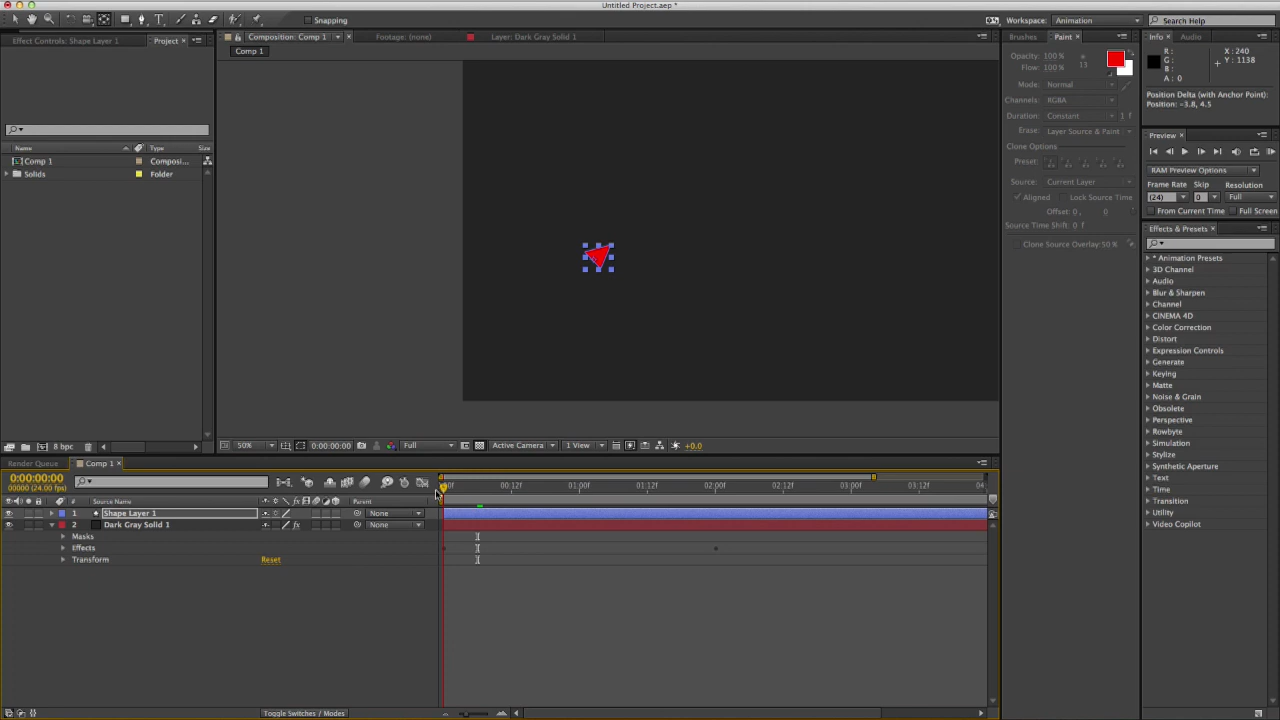 Untitled Project.aep *
Snapping
Workspace: Animation
Search Help
Effect Controls: Shape Layer 1
Project
Composition: Comp 1
Footage: (none)
Layer: Dark Gray Solid 1
Brushes
Paint
Info
Audio
Comp 1
Opacity: 100 %
Flow: 100 %
13
Mode: Normal
Channels: RGBA
Duration: Constant
1 f
Erase: Layer Source & Paint
Clone Options
Preset:
Source: Current Layer
Aligned
Lock Source Time
Offset: 0 , 0
Source Time Shift: 0 f
Clone Source Overlay: 50 %
R :
G :
B :
A : 0
X : 240
Y : 1138
Position Delta (with Anchor Point):
Position: -3.8, 4.5
Preview
RAM Preview Options
Frame Rate
Skip
Resolution
(24)
0
Full
From Current Time
Full Screen
Effects & Presets
* Animation Presets
3D Channel
Audio
Blur & Sharpen
Channel
CINEMA 4D
Color Correction
Distort
Expression Controls
Generate
Keying
Matte
Noise & Grain
Obsolete
Perspective
Rowbyte
Simulation
Stylize
Synthetic Aperture
Text
Time
Transition
Utility
Video Copilot
Name
Type
Comp 1
Composi...
Solids
Folder
8 bpc
50%
0:00:00:00
Full
Active Camera
1 View
+0.0
Render Queue
Comp 1
0:00:00:00
00000 (24.00 fps)
00:12f
01:00f
01:12f
02:00f
02:12f
03:00f
03:12f
04
#
Source Name
Parent
1
Shape Layer 1
None
2
Dark Gray Solid 1
None
Masks
Effects
Transform
Reset
Toggle Switches / Modes